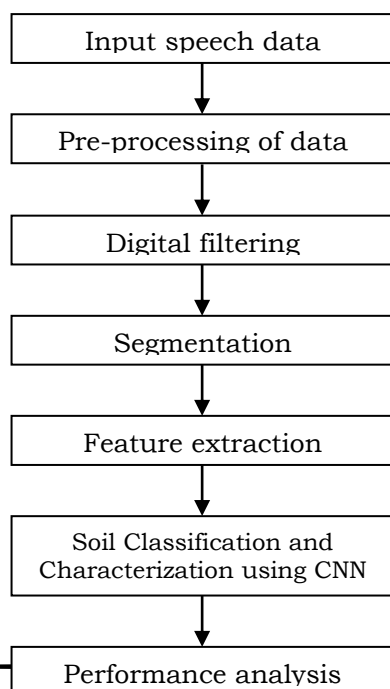 Input speech data
Pre-processing of data
Digital filtering
Segmentation
Feature extraction
Soil Classification and
Characterization using CNN
Performance analysis